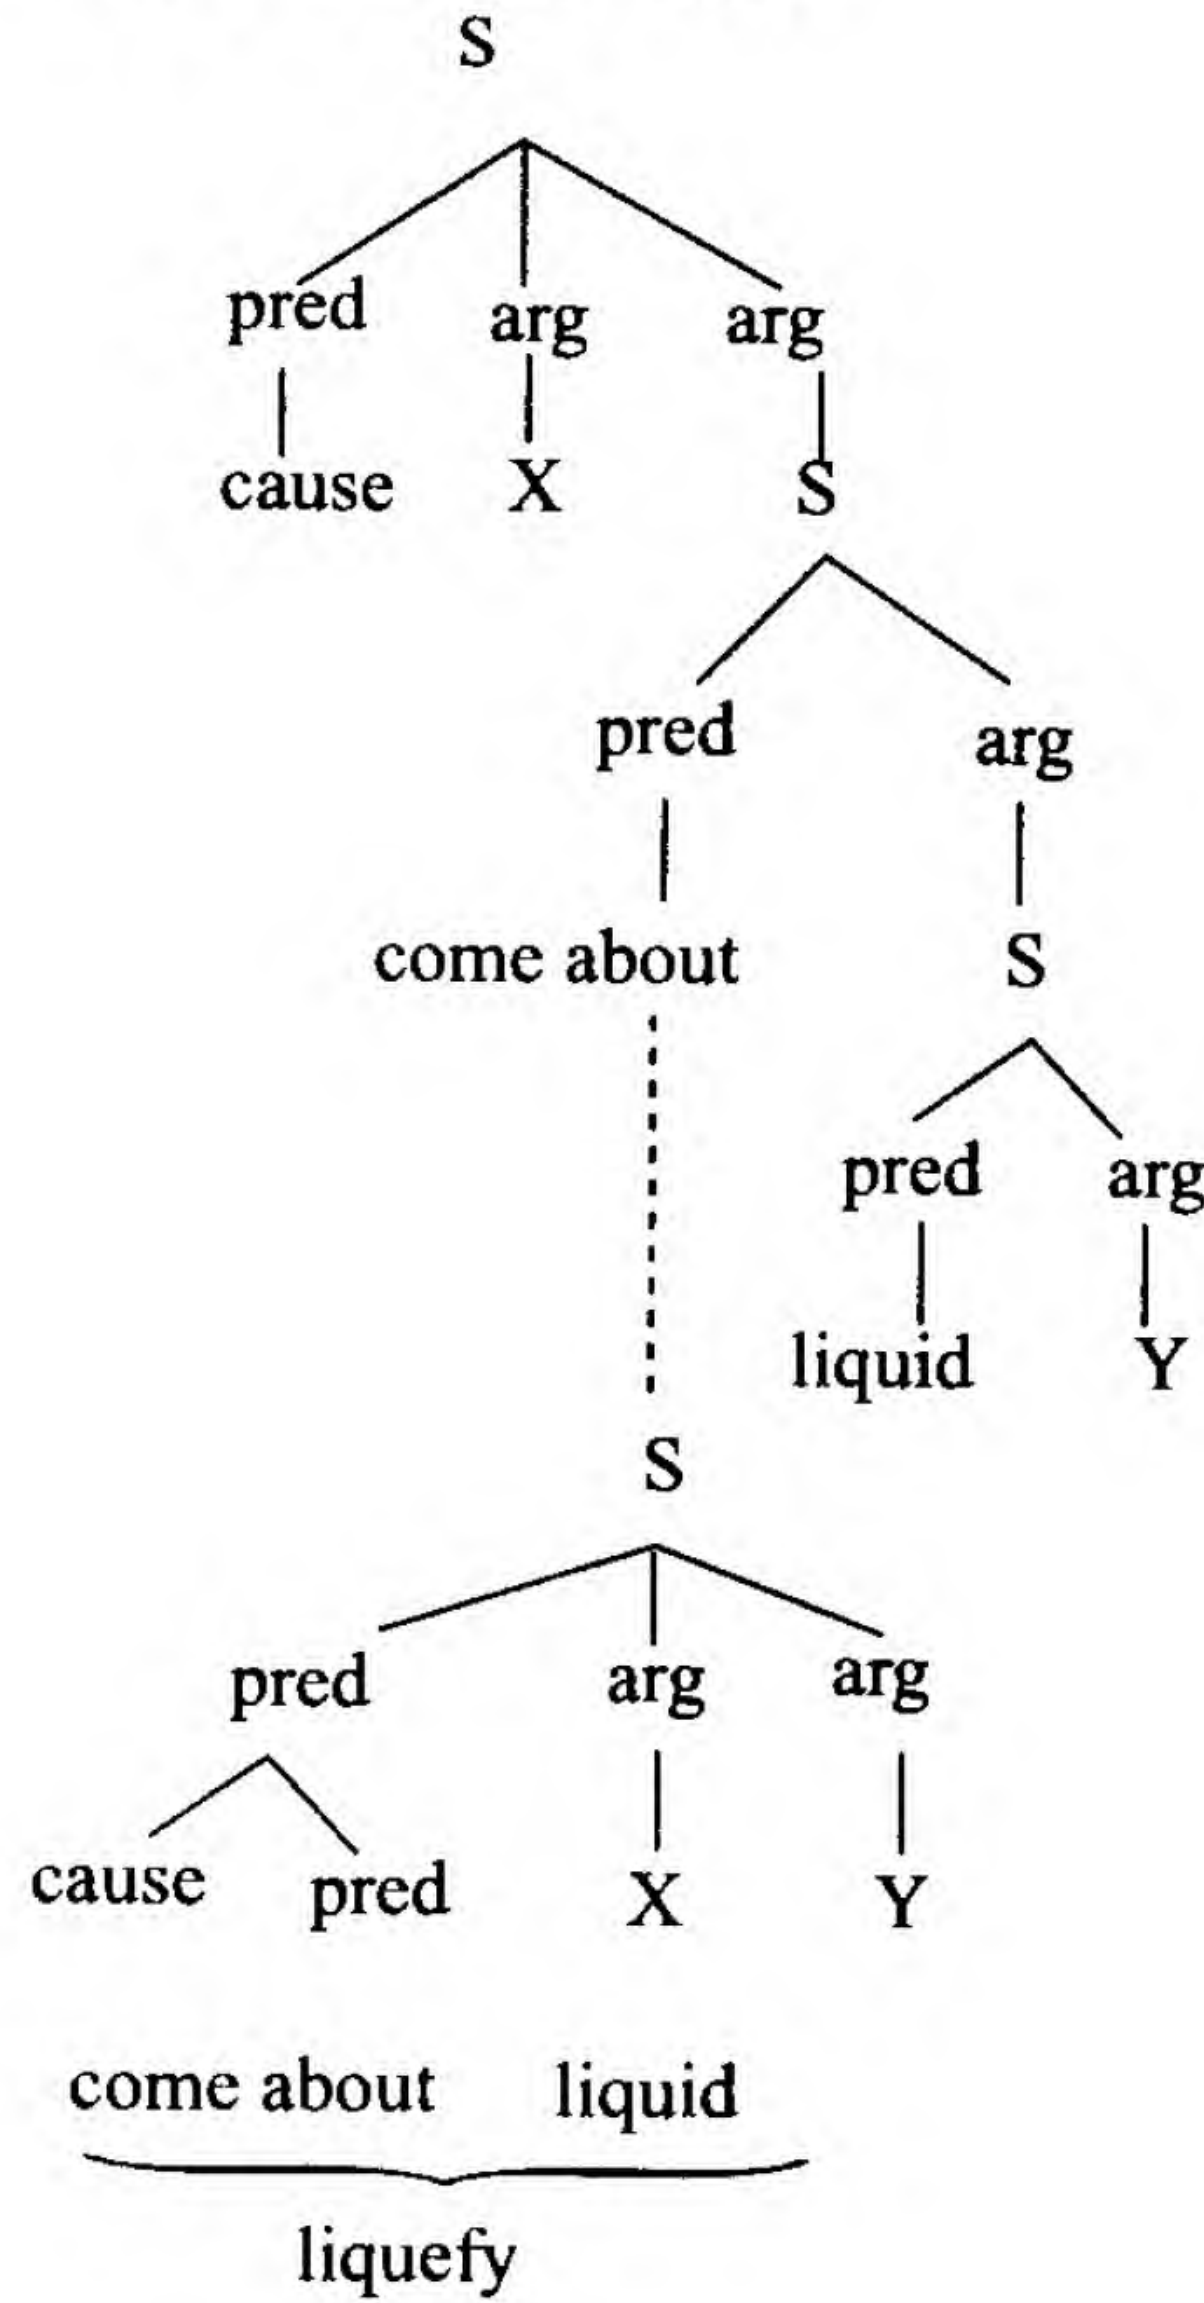 S
pred arg arg
cause X S
pred arg
come about S
pred arg
liquid Y
S
pred arg arg
cause pred X Y
come about liquid
liquefy